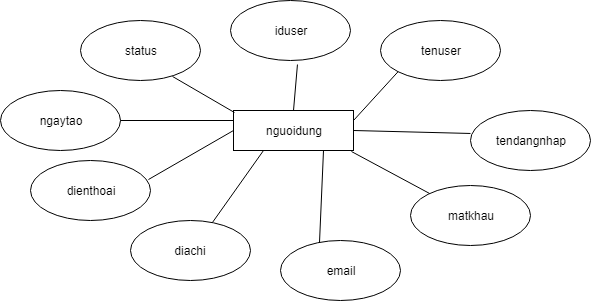 iduser
status
tenuser
ngaytao
nguoidung
tendangnhap
dienthoai
matkhau
diachi
email